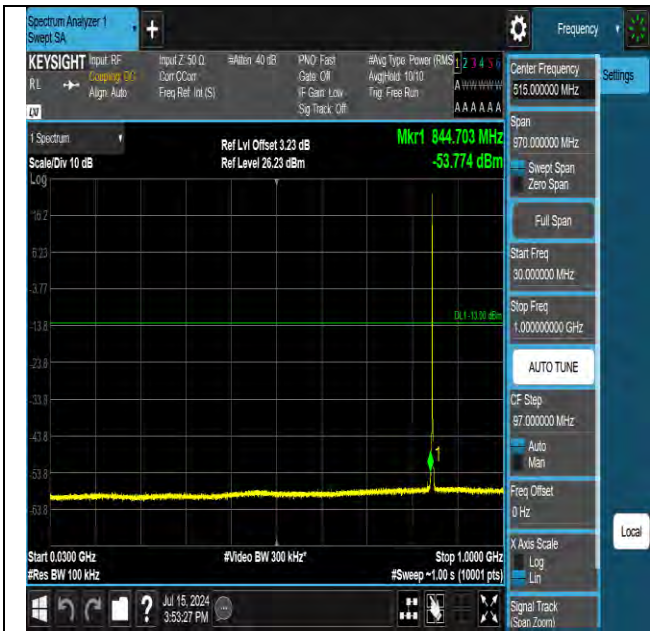 Spectrum Analyzer 1
Swept SA
Frequency
KEYSIGHT
RL
Input: RF
Coupling: DC
Align: Auto
Input Z: 50 Ω
Corr CCorr
Freq Ref: Int (S)
#Atten: 40 dB
PNO: Fast
Gate: Off
IF Gain: Low
Sig Track: Off
#Avg Type: Power (RMS
Avg|Hold: 10/10
Trig: Free Run
1 2 3 4 5 6
A W W W W W
A A A A A A
1 Spectrum
Scale/Div 10 dB
Log
Ref Lvl Offset 3.23 dB
Ref Level 26.23 dBm
Mkr1 844.703 MHz
-53.774 dBm
16.2
6.23
-3.77
-13.8
-23.8
-33.8
-43.8
-53.8
-63.8
DL1 -13.00 dBm
1
Start 0.0300 GHz
#Res BW 100 kHz
#Video BW 300 kHz*
Stop 1.0000 GHz
#Sweep ~1.00 s (10001 pts)
Jul 15, 2024
3:53:27 PM
Center Frequency
515.000000 MHz
Settings
Span
970.000000 MHz
Swept Span
Zero Span
Full Span
Start Freq
30.000000 MHz
Stop Freq
1.000000000 GHz
AUTO TUNE
CF Step
97.000000 MHz
Auto
Man
Freq Offset
0 Hz
X Axis Scale
Log
Lin
Local
Signal Track
(Span Zoom)